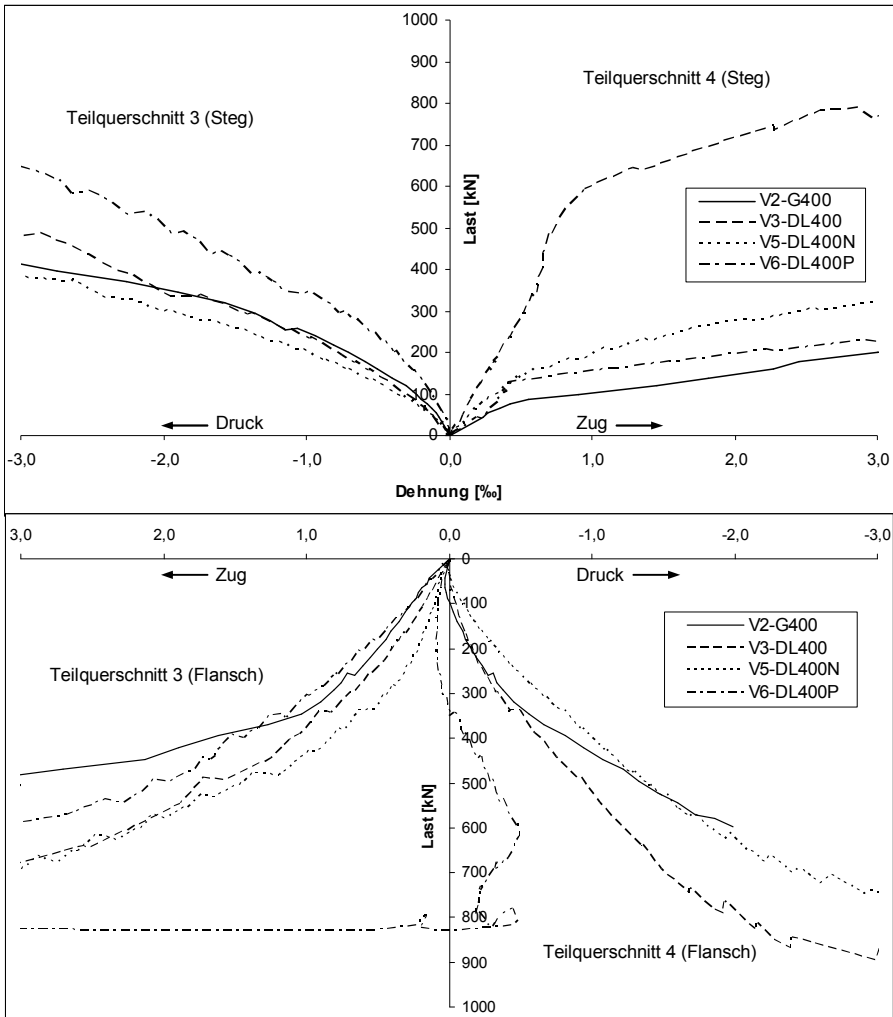 1000
900
800
700
600
500
400
300
200
100
0
Last [kN]
Teilquerschnitt 3 (Steg)
Teilquerschnitt 4 (Steg)
V2-G400
V3-DL400
V5-DL400N
V6-DL400P
Druck
Zug
-3,0 -2,0 -1,0 0,0 1,0 2,0 3,0
Dehnung [‰]
3,0 2,0 1,0 0,0 -1,0 -2,0 -3,0
Zug
Druck
0
100
200
300
400
500
600
700
800
900
1000
Last [kN]
Teilquerschnitt 3 (Flansch)
V2-G400
V3-DL400
V5-DL400N
V6-DL400P
Teilquerschnitt 4 (Flansch)